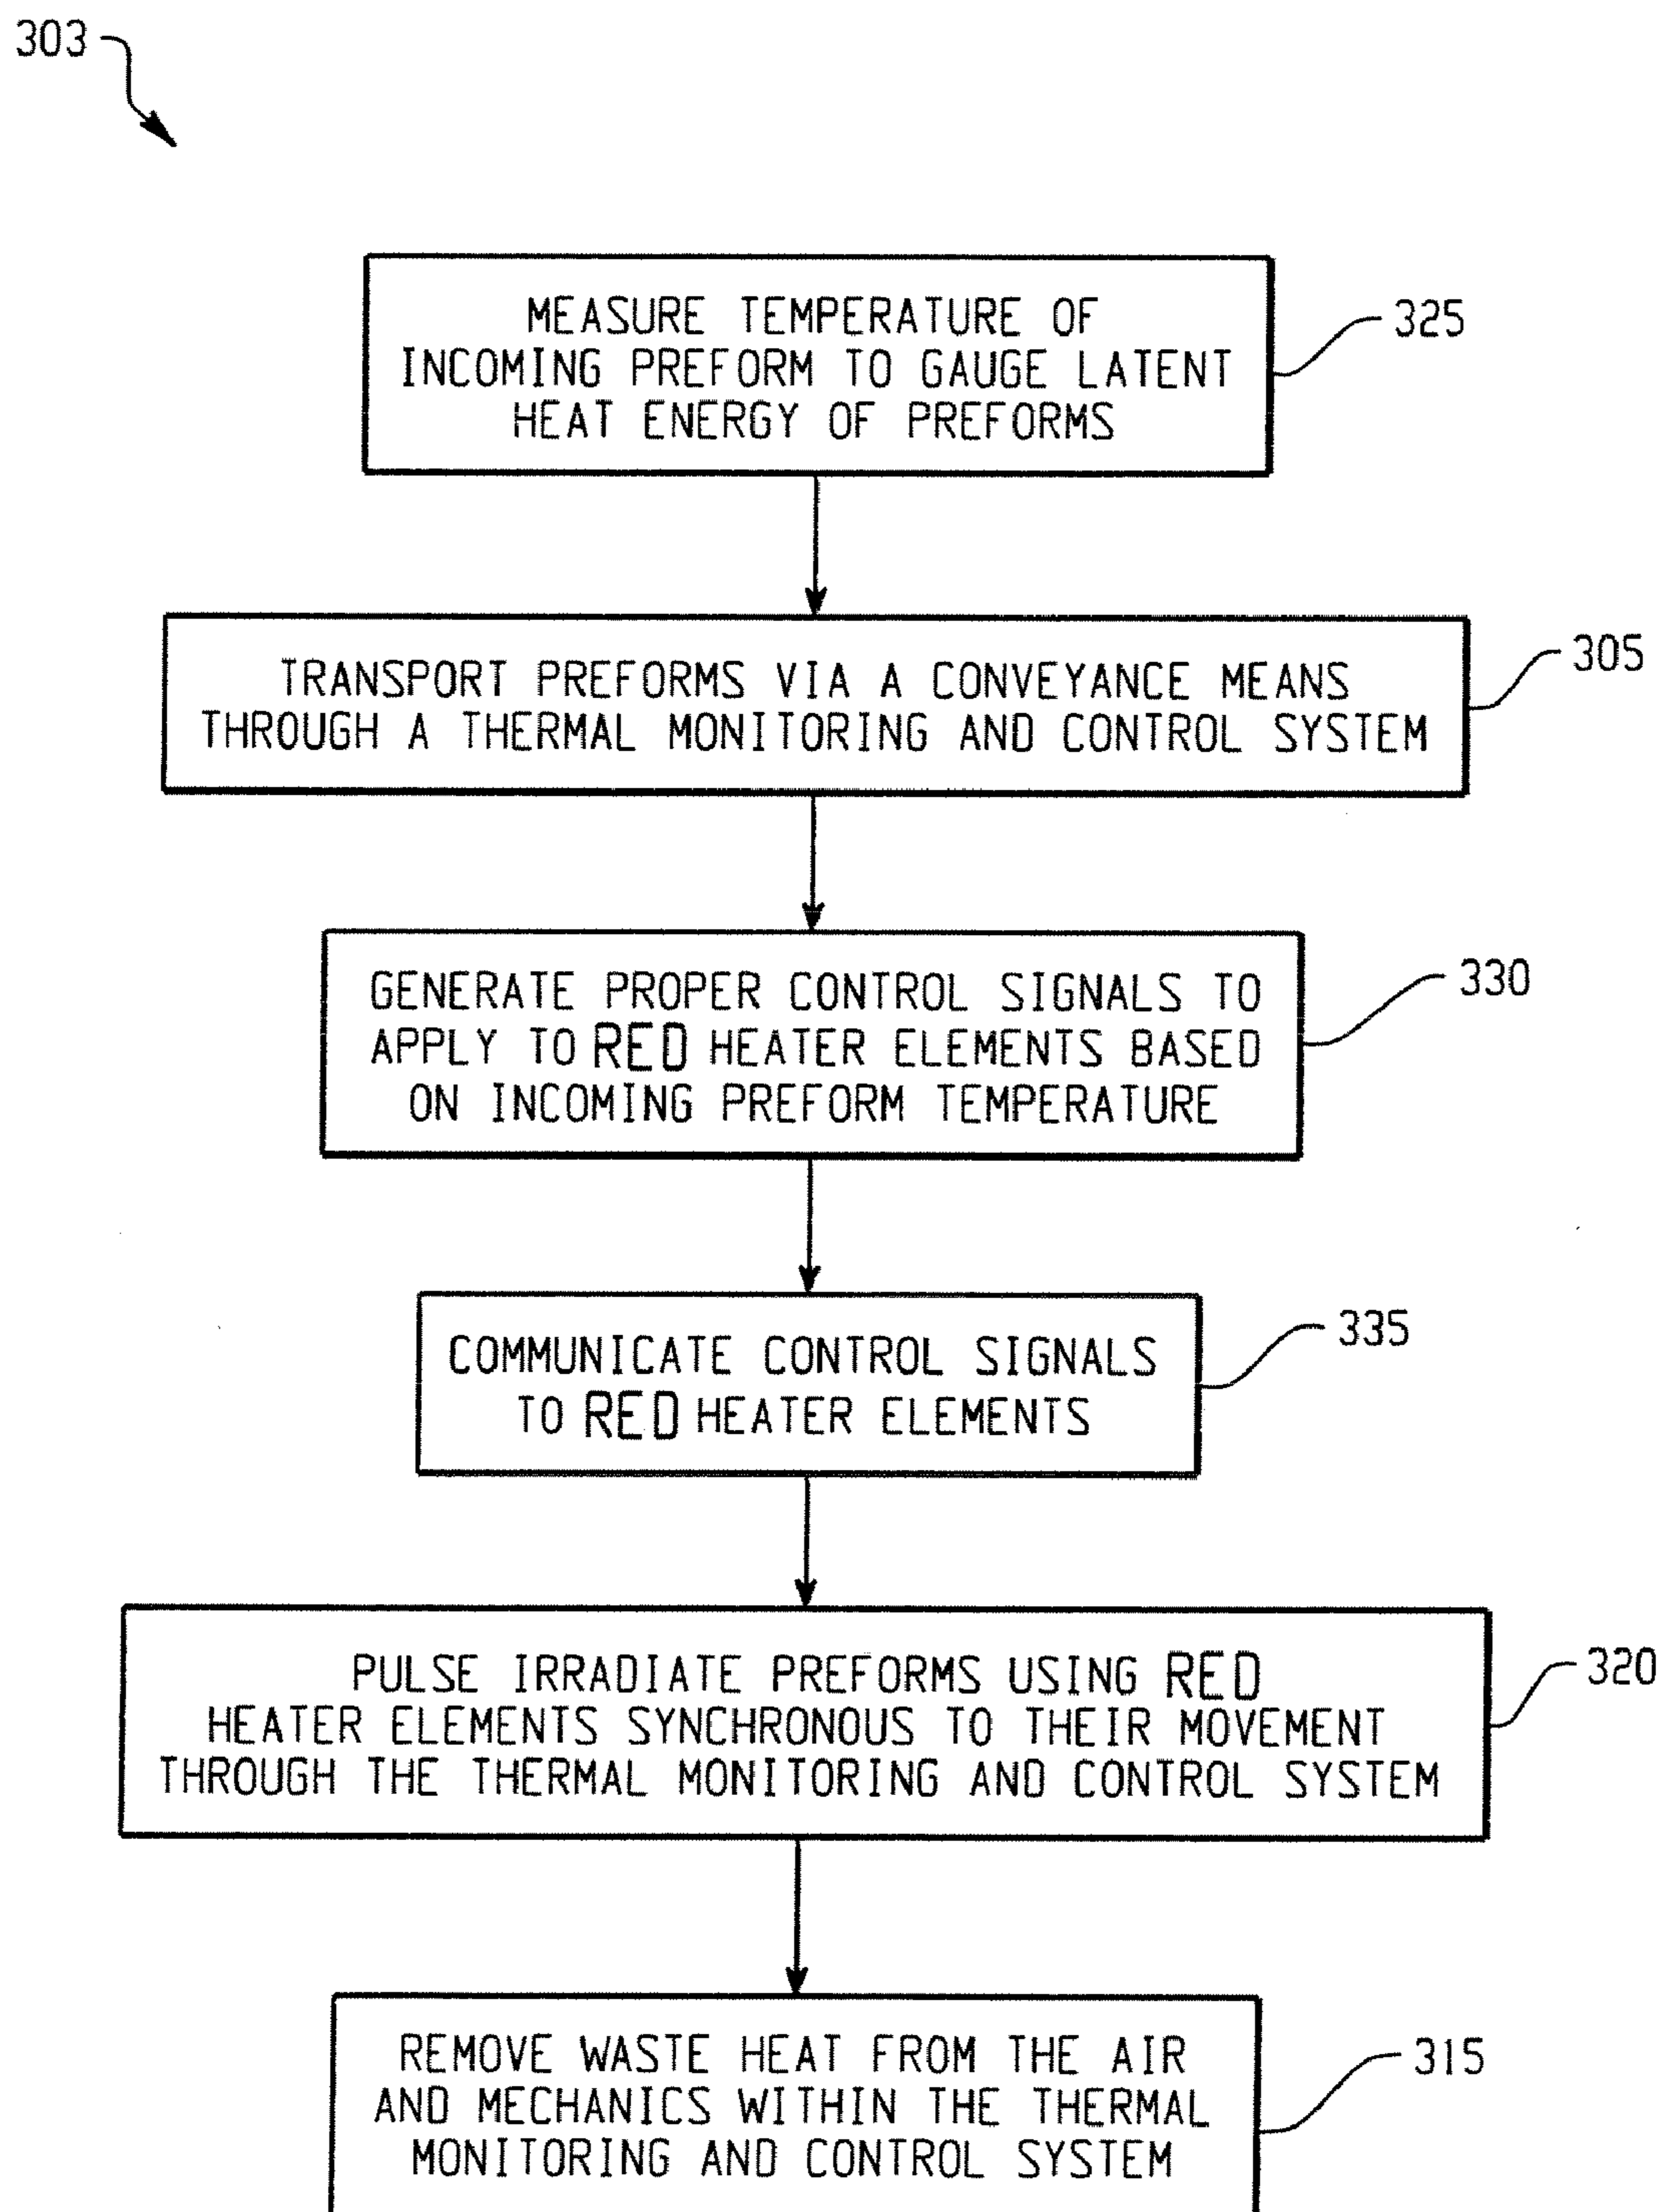 303
MEASURE TEMPERATURE OF
INCOMING PREFORM TO GAUGE LATENT
HEAT ENERGY OF PREFORMS
325
TRANSPORT PREFORMS VIA A CONVEYANCE MEANS
THROUGH A THERMAL MONITORING AND CONTROL SYSTEM
305
GENERATE PROPER CONTROL SIGNALS TO
APPLY TO RED HEATER ELEMENTS BASED
ON INCOMING PREFORM TEMPERATURE
330
COMMUNICATE CONTROL SIGNALS
TO RED HEATER ELEMENTS
335
PULSE IRRADIATE PREFORMS USING RED
HEATER ELEMENTS SYNCHRONOUS TO THEIR MOVEMENT
THROUGH THE THERMAL MONITORING AND CONTROL SYSTEM
320
REMOVE WASTE HEAT FROM THE AIR
AND MECHANICS WITHIN THE THERMAL
MONITORING AND CONTROL SYSTEM
315